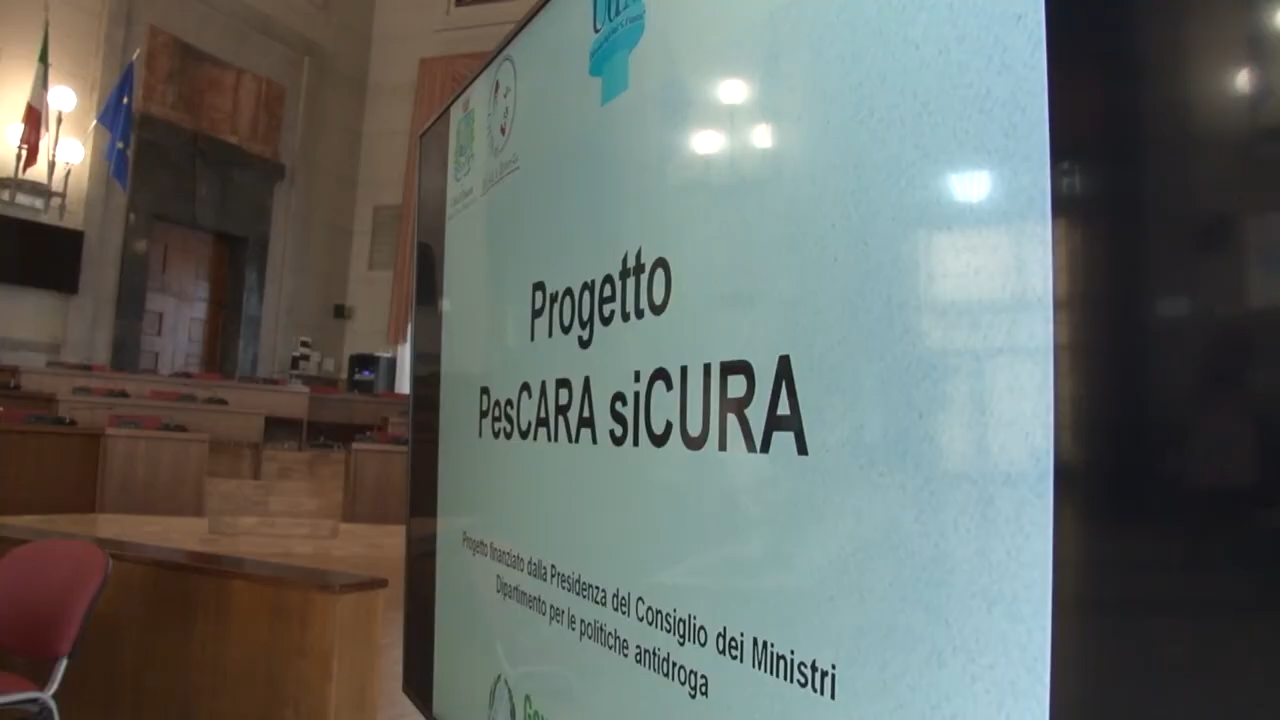 Progetto
PesCARA siCURA
Progetto finanziato dalla Presidenza del Consiglio dei Ministri
Dipartimento per le politiche antidroga